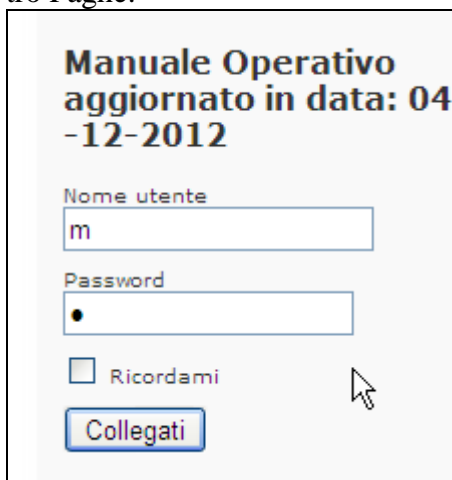 Manuale Operativo
aggiornato in data: 04
-12-2012
Nome utente
m
Password
●
Ricordami
Collegati